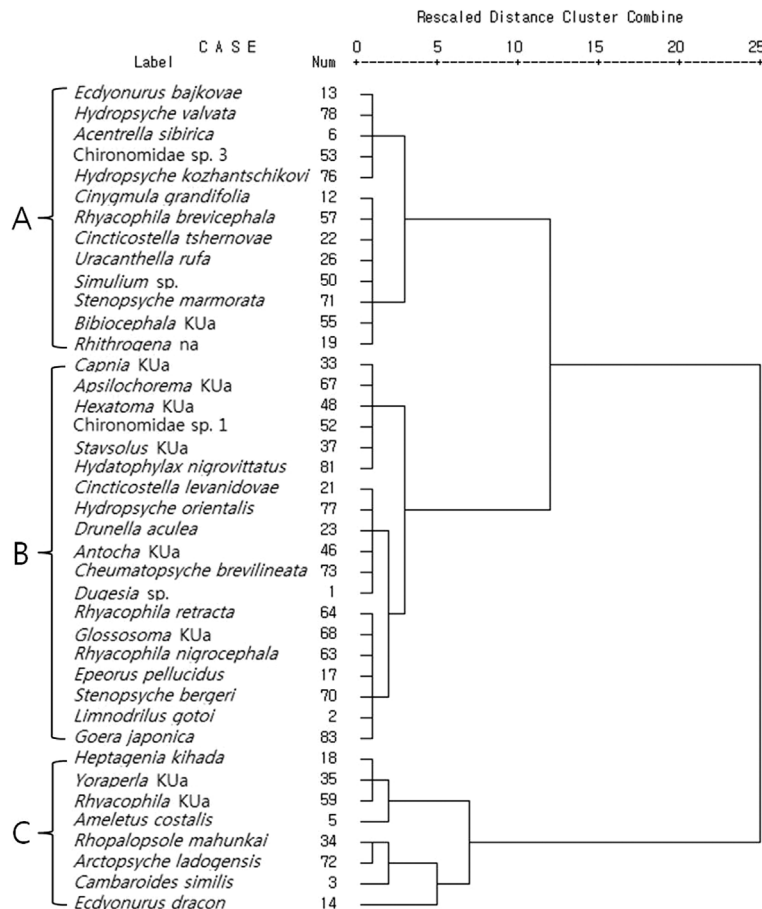 Rescaled Distance Cluster Combine
C A S E 0 5 10 15 20 25
Label Num
Ecdyonurus bajkovae 13
Hydropsyche valvata 78
Acentrella sibirica 6
Chironomidae sp. 3 53
Hydropsyche kozhantschikovi 76
Cinygmula grandifolia 12
A Rhyacophila brevicephala 57
Cincticostella tshernovae 22
Uracanthella rufa 26
Simulium sp. 50
Stenopsyche marmorata 71
Bibiocephala KUa 55
Rhithrogena na 19
Capnia KUa 33
Apsilochorema KUa 67
Hexatoma KUa 48
Chironomidae sp. 1 52
Stavsolus KUa 37
Hydatophylax nigrovittatus 81
Cincticostella levanidovae 21
Hydropsyche orientalis 77
Drunella aculea 23
B Antocha KUa 46
Cheumatopsyche brevilineata 73
Dugesia sp. 1
Rhyacophila retracta 64
Glossosoma KUa 68
Rhyacophila nigrocephala 63
Epeorus pellucidus 17
Stenopsyche bergeri 70
Limnodrilus gotoi 2
Goera japonica 83
Heptagenia kihada 18
Yoraperla KUa 35
Rhyacophila KUa 59
C Ameletus costalis 5
Rhopalopsole mahunkai 34
Arctopsyche ladogensis 72
Cambaroides similis 3
Ecdyonurus dracon 14